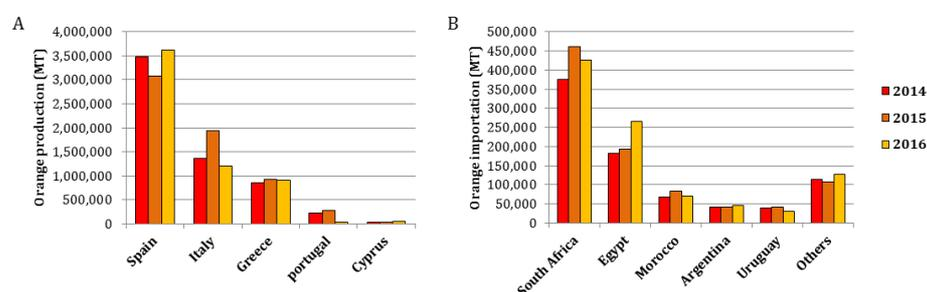 A
Orange production (MT)
4,000,000
3,500,000
3,000,000
2,500,000
2,000,000
1,500,000
1,000,000
500,000
0
Spain
Italy
Greece
portugal
Cyprus
B
Orange importation (MT)
500,000
450,000
400,000
350,000
300,000
250,000
200,000
150,000
100,000
50,000
0
South Africa
Egypt
Morocco
Argentina
Uruguay
Others
2014
2015
2016